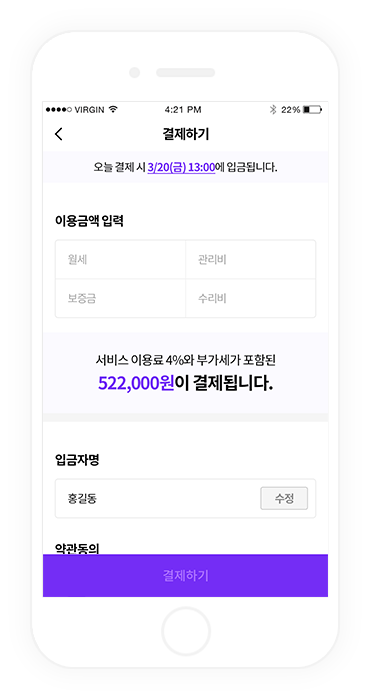 ●●●●○ VIRGIN 4:21 PM 22%
결제하기
오늘 결제 시 3/20(금) 13:00에 입금됩니다.
이용금액 입력
월세 관리비
보증금 수리비
서비스 이용료 4%와 부가세가 포함된
522,000원이 결제됩니다.
입금자명
홍길동 수정
약관동의
결제하기